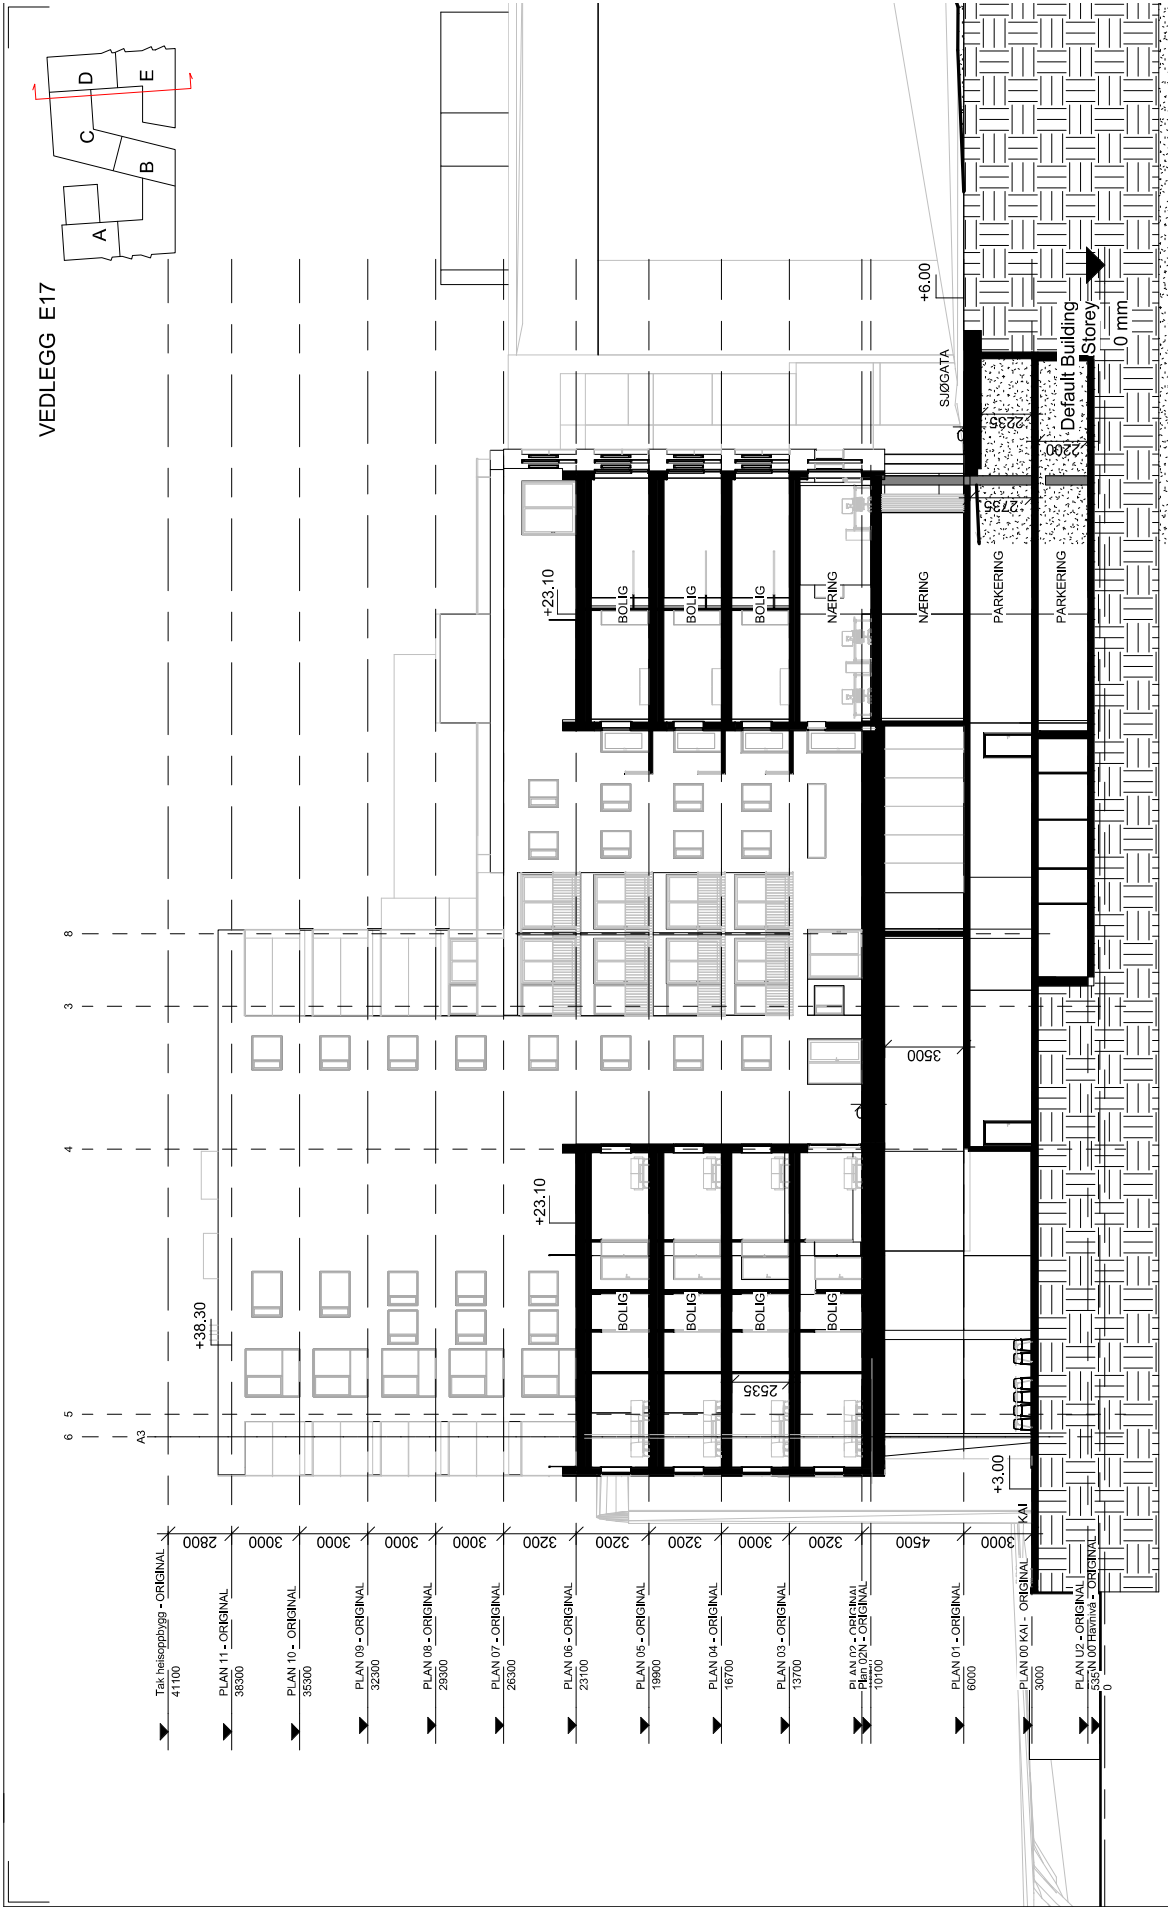 VEDLEGG E17
A
B
C
D
E
8
3
4
5
6
A3
Tak heisoppbygg - ORIGINAL
41100
PLAN 11 - ORIGINAL
38300
PLAN 10 - ORIGINAL
35300
PLAN 09 - ORIGINAL
32300
PLAN 08 - ORIGINAL
29300
PLAN 07 - ORIGINAL
26300
PLAN 06 - ORIGINAL
23100
PLAN 05 - ORIGINAL
19900
PLAN 04 - ORIGINAL
16700
PLAN 03 - ORIGINAL
13700
PLAN 02 - ORIGINAL
Plan 02N - ORIGINAL
10100
PLAN 01 - ORIGINAL
6000
PLAN 00 KAI - ORIGINAL
3000
PLAN U2 - ORIGINAL
535
00 Havnivå - ORIGINAL
0
2800
3000
3000
3000
3000
3200
3200
3200
3000
3200
4500
3000
+38.30
+23.10
+23.10
+6.00
+3.00
BOLIG
BOLIG
BOLIG
BOLIG
2535
BOLIG
BOLIG
BOLIG
NÆRING
NÆRING
PARKERING
PARKERING
3500
2735
2235
2200
SJØGATA
KAI
Default Building
Storey
0 mm